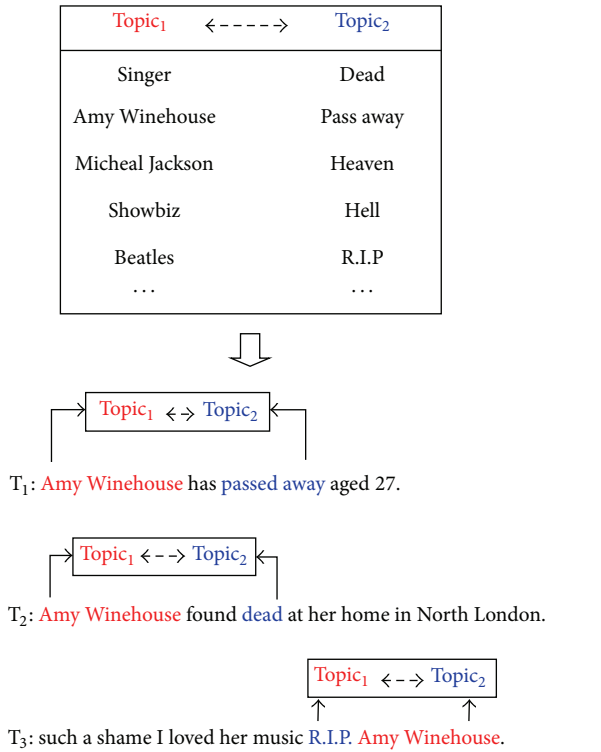 Topic₁ Topic₂
Singer Dead
Amy Winehouse Pass away
Micheal Jackson Heaven
Showbiz Hell
Beatles R.I.P
... ...
Topic₁ Topic₂
T₁: Amy Winehouse has passed away aged 27.
Topic₁ Topic₂
T₂: Amy Winehouse found dead at her home in North London.
Topic₁ Topic₂
T₃: such a shame I loved her music R.I.P. Amy Winehouse.